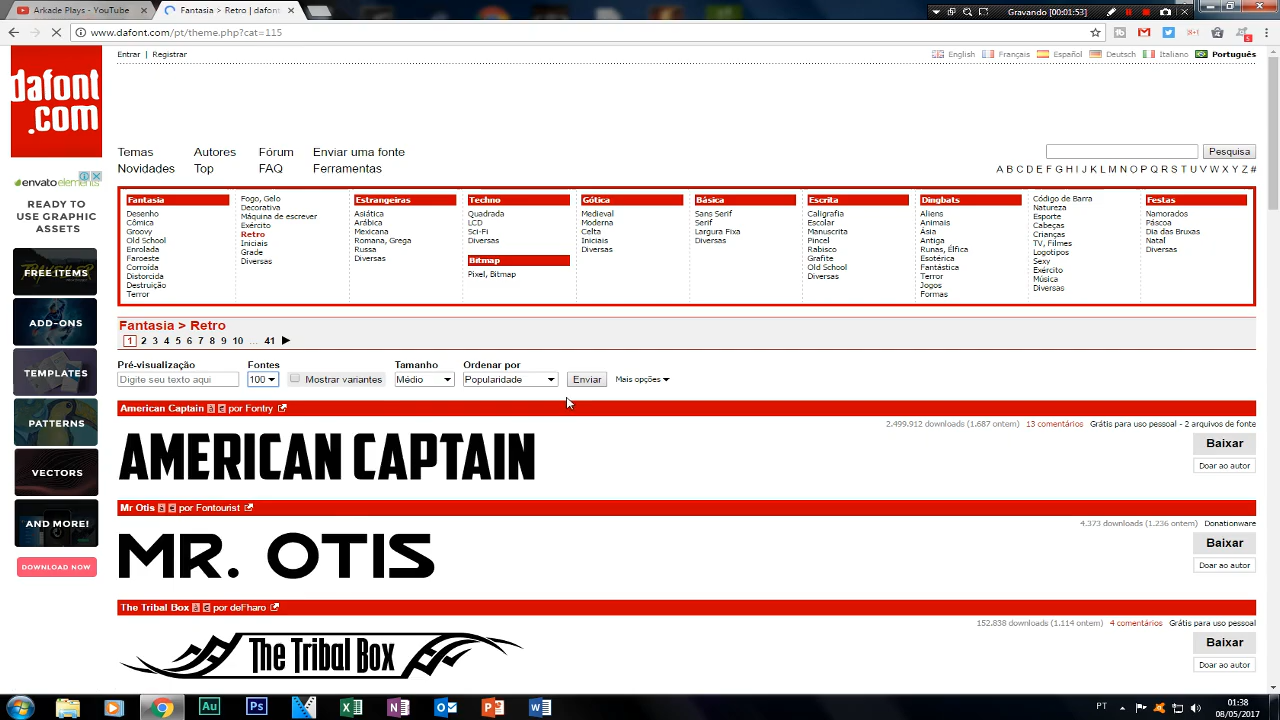 Arkade Plays - YouTube
Fantasia > Retro | dafont
Gravando [00:01:53]
www.dafont.com/pt/theme.php?cat=115
dafont
.com
Entrar | Registrar
English Français Español Deutsch Italiano Português
Temas Autores Fórum Enviar uma fonte
Novidades Top FAQ Ferramentas
Pesquisa
A B C D E F G H I J K L M N O P Q R S T U V W X Y Z #
envato elements
READY TO
USE GRAPHIC
ASSETS
FREE ITEMS
ADD-ONS
TEMPLATES
PATTERNS
VECTORS
AND MORE!
DOWNLOAD NOW
Fantasia
Desenho
Cômica
Groovy
Old School
Enrolada
Faroeste
Corroída
Distorcida
Destruição
Terror
Fogo, Gelo
Decorativa
Máquina de escrever
Exército
Retro
Iniciais
Grade
Diversas
Estrangeiras
Asiática
Arábica
Mexicana
Romana, Grega
Russa
Diversas
Techno
Quadrada
LCD
Sci-Fi
Diversas
Bitmap
Pixel, Bitmap
Gótica
Medieval
Moderna
Celta
Iniciais
Diversas
Básica
Sans Serif
Serif
Largura Fixa
Diversas
Escrita
Caligrafia
Escolar
Manuscrita
Pincel
Rabisco
Grafite
Old School
Diversas
Dingbats
Aliens
Animais
Ásia
Antiga
Runas, Élfica
Esotérica
Fantástica
Terror
Jogos
Formas
Código de Barra
Natureza
Esporte
Cabeças
Crianças
TV, Filmes
Logotipos
Sexy
Exército
Música
Diversas
Festas
Namorados
Páscoa
Dia das Bruxas
Natal
Diversas
Fantasia > Retro
1 2 3 4 5 6 7 8 9 10 ... 41
Pré-visualização Fontes Tamanho Ordenar por
Digite seu texto aqui 100 Mostrar variantes Médio Popularidade Enviar Mais opções
American Captain à € por Fontry
2.499.912 downloads (1.687 ontem) 13 comentários Grátis para uso pessoal - 2 arquivos de fonte
AMERICAN CAPTAIN
Baixar
Doar ao autor
Mr Otis à € por Fontourist
4.373 downloads (1.236 ontem) Donationware
MR. OTIS
Baixar
Doar ao autor
The Tribal Box à € por deFharo
152.838 downloads (1.114 ontem) 4 comentários Grátis para uso pessoal
The Tribal Box
Baixar
Doar ao autor
Au Ps
PT
01:38
08/05/2017